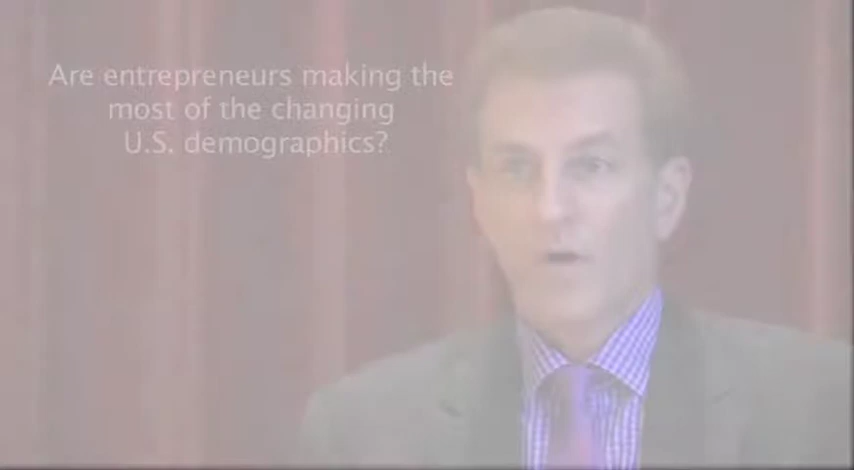 Are entrepreneurs making the
most of the changing
U.S. demographics?